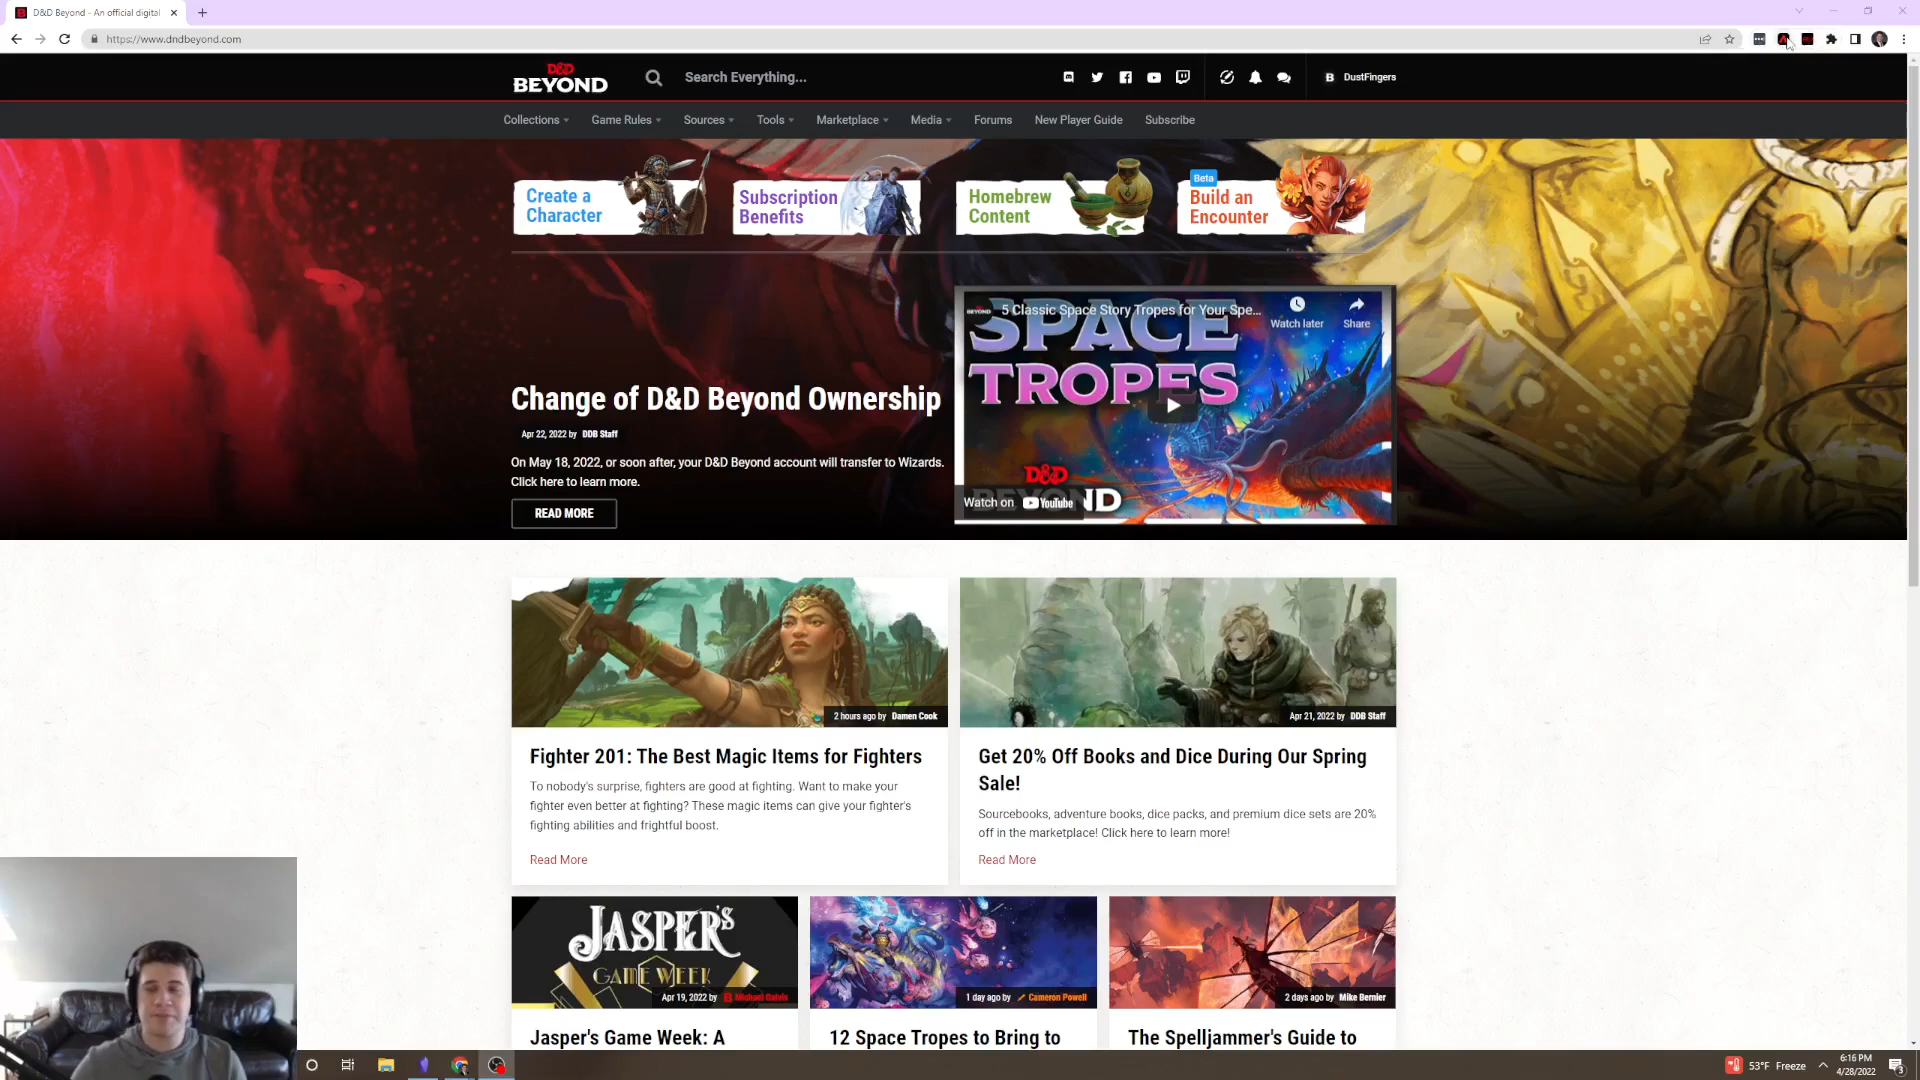 D&D Beyond - An official digital
https://www.dndbeyond.com
D&D
BEYOND
Search Everything...
DustFingers
Collections
Game Rules
Sources
Tools
Marketplace
Media
Forums
New Player Guide
Subscribe
Create a
Character
Subscription
Benefits
Homebrew
Content
Beta
Build an
Encounter
Change of D&D Beyond Ownership
Apr 22, 2022 by DDB Staff
On May 18, 2022, or soon after, your D&D Beyond account will transfer to Wizards.
Click here to learn more.
READ MORE
BEYOND
5 Classic Space Story Tropes for Your Spe...
Watch later
Share
SPACE
TROPES
D&D
BEYOND
Watch on YouTube
2 hours ago by Damen Cook
Fighter 201: The Best Magic Items for Fighters
To nobody's surprise, fighters are good at fighting. Want to make your
fighter even better at fighting? These magic items can give your fighter's
fighting abilities and frightful boost.
Read More
Apr 21, 2022 by DDB Staff
Get 20% Off Books and Dice During Our Spring
Sale!
Sourcebooks, adventure books, dice packs, and premium dice sets are 20%
off in the marketplace! Click here to learn more!
Read More
JASPER'S
GAME WEEK
Apr 19, 2022 by Michael Galvis
Jasper's Game Week: A
1 day ago by Cameron Powell
12 Space Tropes to Bring to
2 days ago by Mike Bernier
The Spelljammer's Guide to
53°F Freeze
6:16 PM
4/28/2022
3